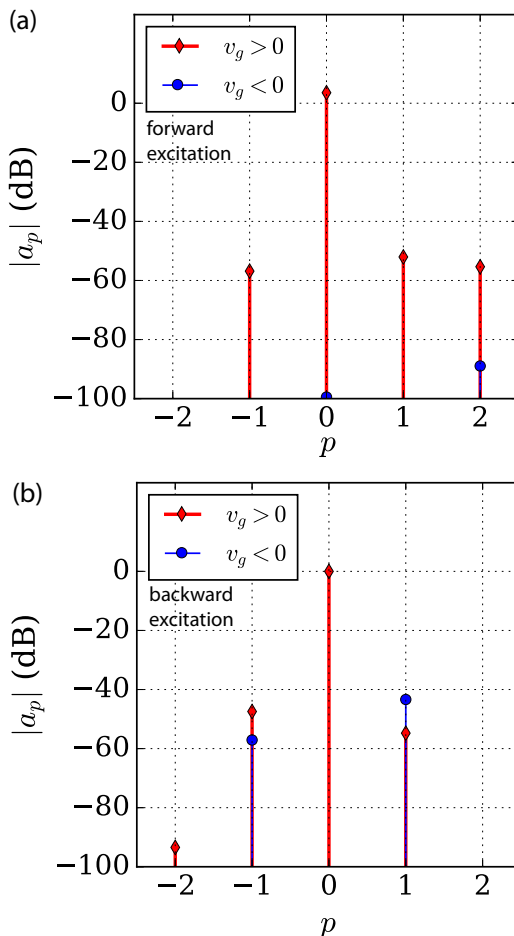 (a)
v_g > 0
v_g < 0
forward
excitation
|a_p| (dB)
0
−20
−40
−60
−80
−100
−2 −1 0 1 2
p
(b)
v_g > 0
v_g < 0
backward
excitation
|a_p| (dB)
0
−20
−40
−60
−80
−100
−2 −1 0 1 2
p